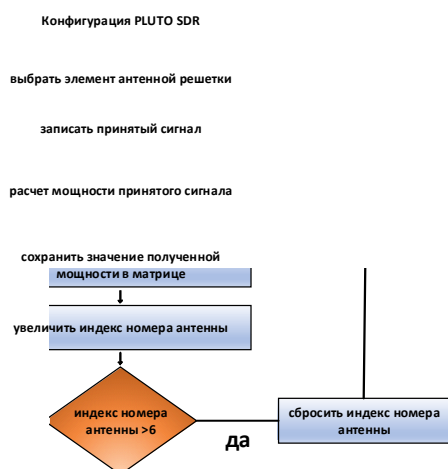 Конфигурация PLUTO SDR
выбрать элемент антенной решетки
записать принятый сигнал
расчет мощности принятого сигнала
сохранить значение полученной
мощности в матрице
увеличить индекс номера антенны
индекс номера
антенны >6
да
сбросить индекс номера
антенны